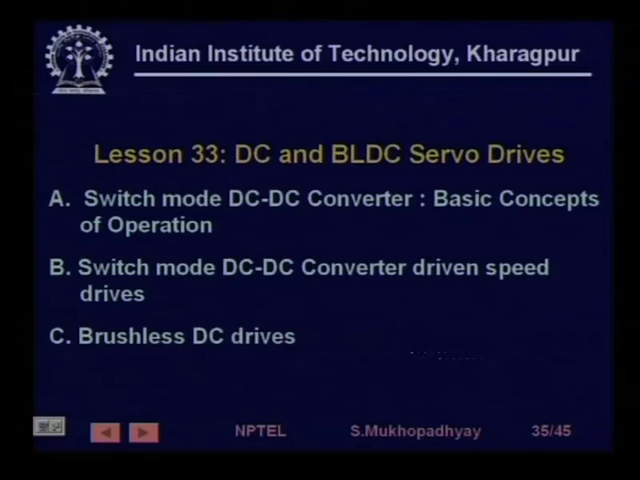 Indian Institute of Technology, Kharagpur
Lesson 33: DC and BLDC Servo Drives
A. Switch mode DC-DC Converter : Basic Concepts
of Operation
B. Switch mode DC-DC Converter driven speed
drives
C. Brushless DC drives
NPTEL S.Mukhopadhyay 35/45